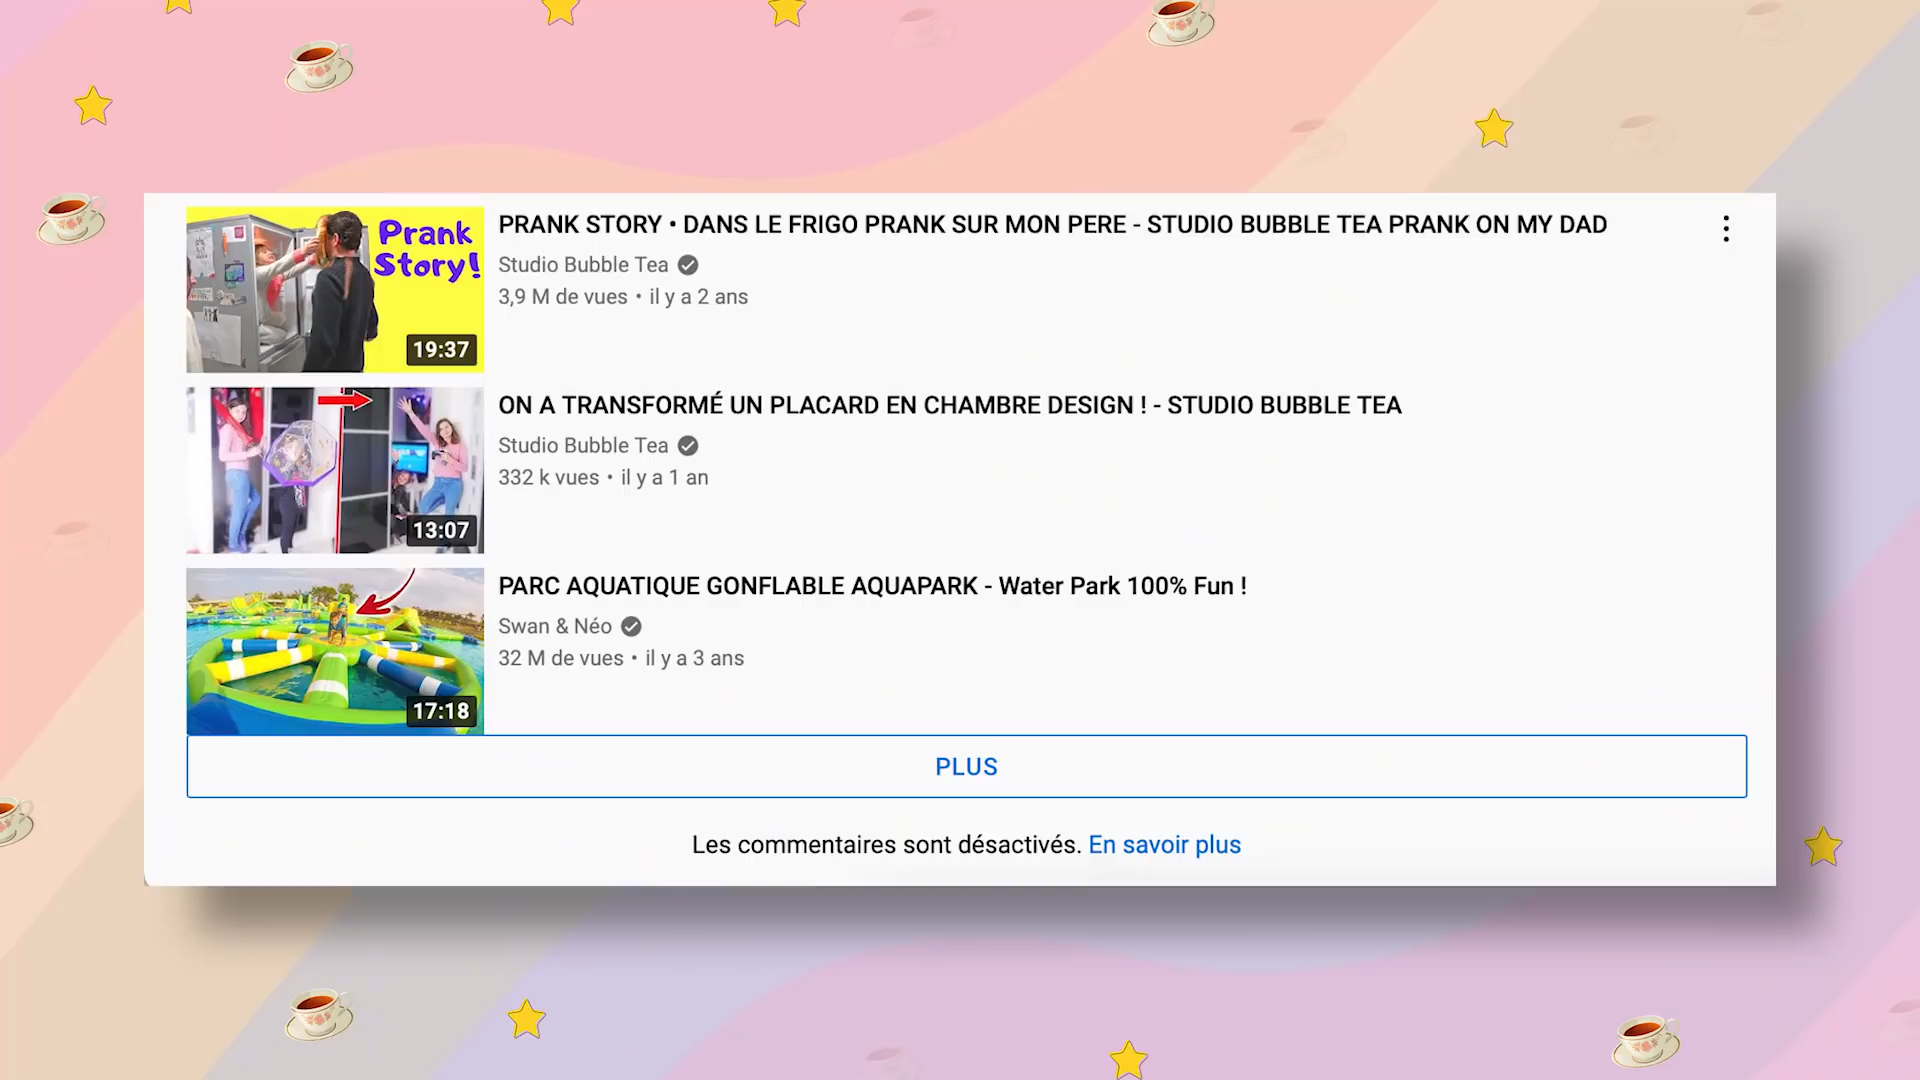 Prank
Story!
19:37
PRANK STORY • DANS LE FRIGO PRANK SUR MON PERE - STUDIO BUBBLE TEA PRANK ON MY DAD
Studio Bubble Tea
3,9 M de vues • il y a 2 ans
13:07
ON A TRANSFORMÉ UN PLACARD EN CHAMBRE DESIGN ! - STUDIO BUBBLE TEA
Studio Bubble Tea
332 k vues • il y a 1 an
17:18
PARC AQUATIQUE GONFLABLE AQUAPARK - Water Park 100% Fun !
Swan & Néo
32 M de vues • il y a 3 ans
PLUS
Les commentaires sont désactivés. En savoir plus